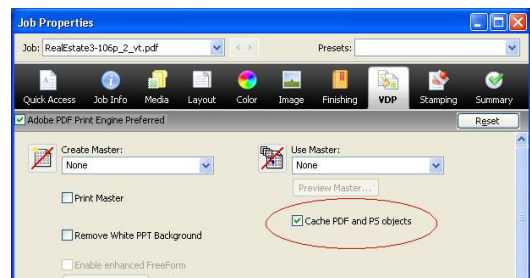 Job Properties
Job: RealEstate3-106p_2_vt.pdf Presets:
Quick Access Job Info Media Layout Color Image Finishing VDP Stamping Summary
Adobe PDF Print Engine Preferred Reset
Create Master: Use Master:
None None
Preview Master...
Print Master
Cache PDF and PS objects
Remove White PPT Background
Enable enhanced FreeForm